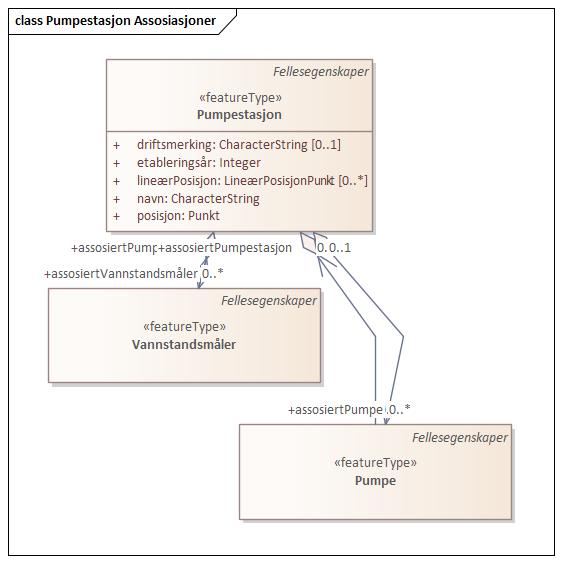 class Pumpestasjon Assosiasjoner
Fellesegenskaper
«featureType»
Pumpestasjon
+ driftsmerking: CharacterString [0..1]
+ etableringsår: Integer
+ lineærPosisjon: LineærPosisjonPunkt [0..*]
+ navn: CharacterString
+ posisjon: Punkt
+assosiertPump +assosiertPumpestasjon 0..0..1
+assosiertVannstandsmåler 0..*
Fellesegenskaper
«featureType»
Vannstandsmåler
+assosiertPumpe 0..*
Fellesegenskaper
«featureType»
Pumpe